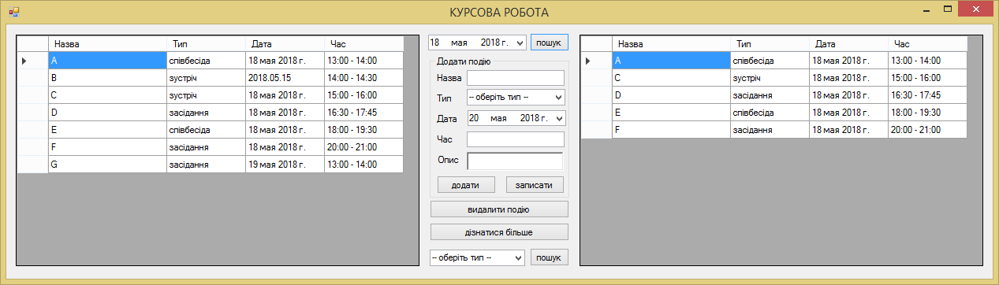 КУРСОВА РОБОТА
Назва Тип Дата Час
A співбесіда 18 мая 2018 г. 13:00 - 14:00
B зустріч 2018.05.15 14:00 - 14:30
C зустріч 18 мая 2018 г. 15:00 - 16:00
D засідання 18 мая 2018 г. 16:30 - 17:45
E співбесіда 18 мая 2018 г. 18:00 - 19:30
F засідання 18 мая 2018 г. 20:00 - 21:00
G засідання 19 мая 2018 г. 13:00 - 14:00
18 мая 2018 г. пошук
Додати подію
Назва
Тип -- оберіть тип --
Дата 20 мая 2018 г.
Час
Опис
додати записати
видалити подію
дізнатися більше
-- оберіть тип -- пошук
Назва Тип Дата Час
A співбесіда 18 мая 2018 г. 13:00 - 14:00
C зустріч 18 мая 2018 г. 15:00 - 16:00
D засідання 18 мая 2018 г. 16:30 - 17:45
E співбесіда 18 мая 2018 г. 18:00 - 19:30
F засідання 18 мая 2018 г. 20:00 - 21:00